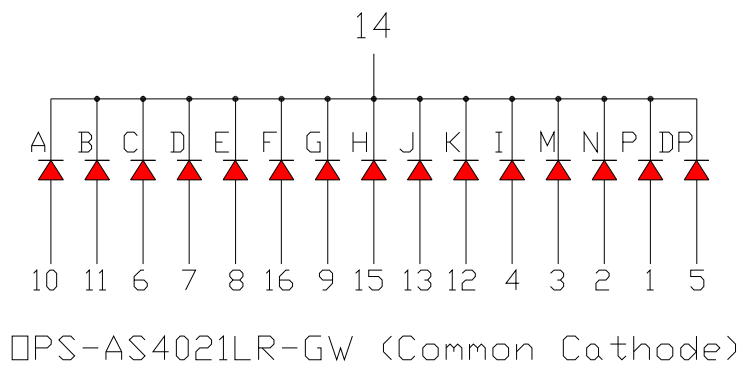 14
A B C D E F G H J K I M N P DP
10 11 6 7 8 16 9 15 13 12 4 3 2 1 5
OPS-AS4021LR-GW (Common Cathode)